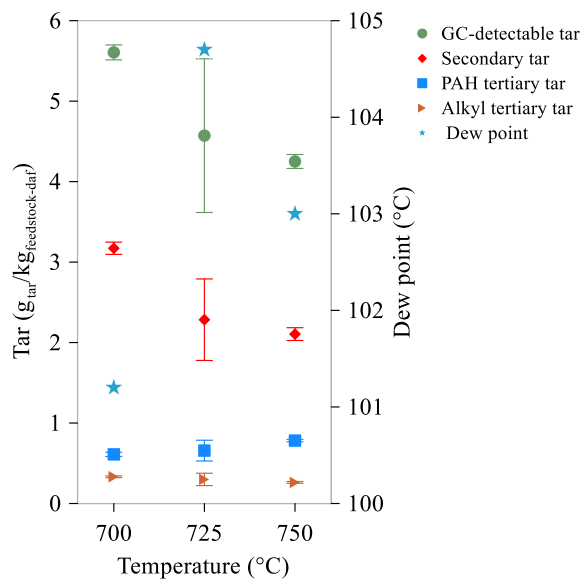 GC-detectable tar
Secondary tar
PAH tertiary tar
Alkyl tertiary tar
Dew point
Tar (g_tar/kg_feedstock-daf)
6
5
4
3
2
1
0
105
104
103
102
101
100
Dew point (°C)
700 725 750
Temperature (°C)